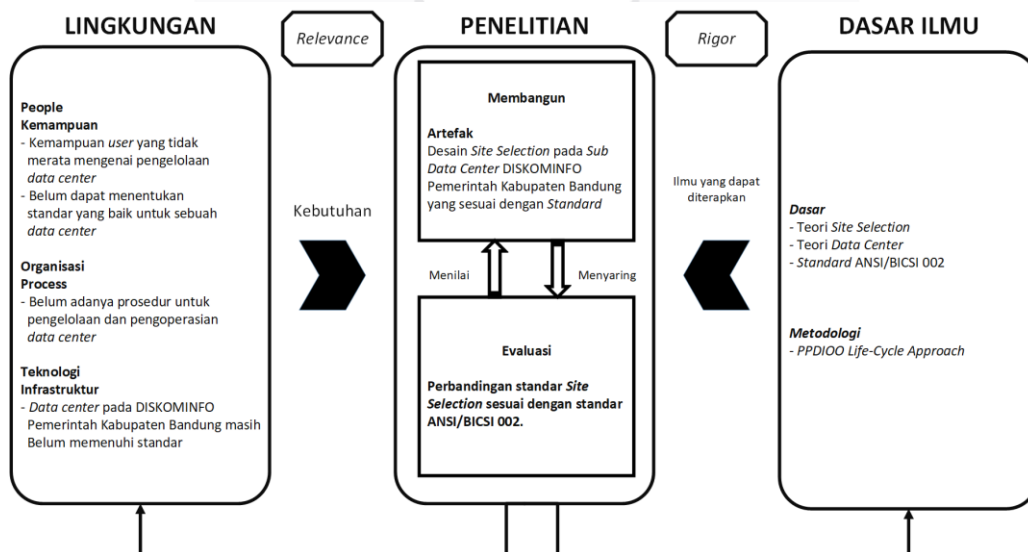 LINGKUNGAN
Relevance
PENELITIAN
Rigor
DASAR ILMU
People
Kemampuan
- Kemampuan user yang tidak
merata mengenai pengelolaan
data center
- Belum dapat menentukan
standar yang baik untuk sebuah
data center
Organisasi
Process
- Belum adanya prosedur untuk
pengelolaan dan pengoperasian
data center
Teknologi
Infrastruktur
- Data center pada DISKOMINFO
Pemerintah Kabupaten Bandung masih
Belum memenuhi standar
Kebutuhan
Membangun
Artefak
Desain Site Selection pada Sub
Data Center DISKOMINFO
Pemerintah Kabupaten Bandung
yang sesuai dengan Standard
Menilai
Menyaring
Evaluasi
Perbandingan standar Site
Selection sesuai dengan standar
ANSI/BICSI 002.
Ilmu yang dapat
diterapkan
Dasar
- Teori Site Selection
- Teori Data Center
- Standard ANSI/BICSI 002
Metodologi
- PPDIOO Life-Cycle Approach